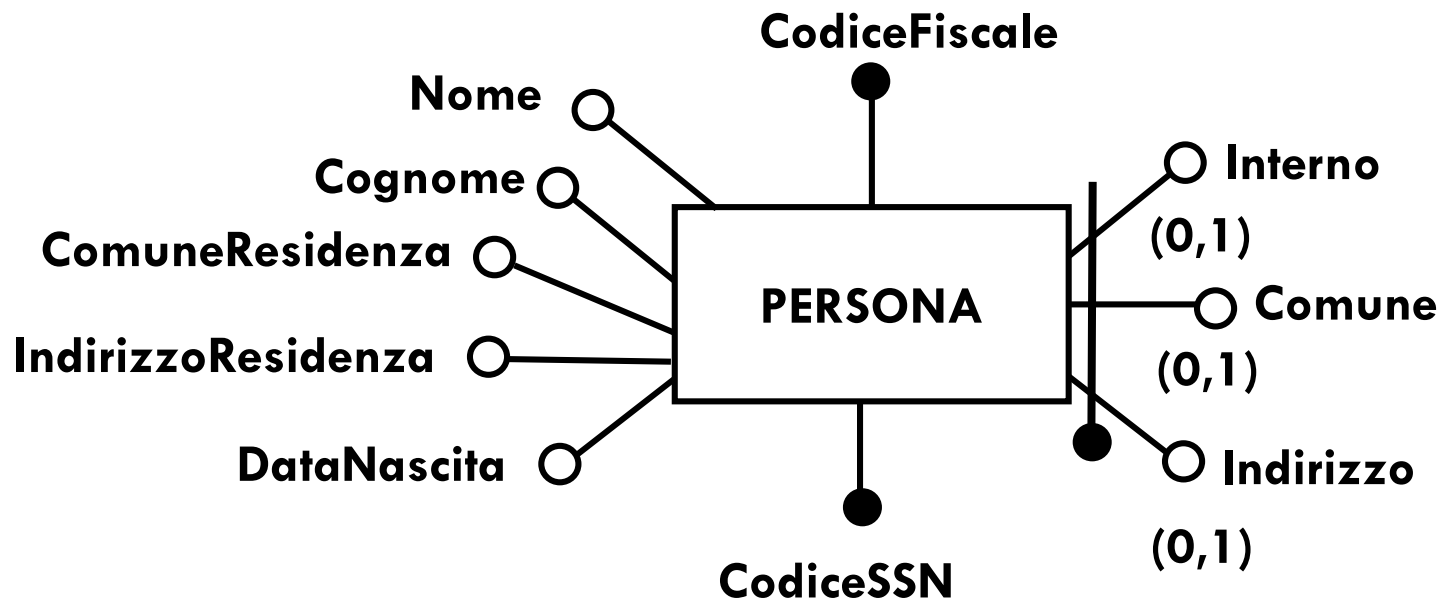 CodiceFiscale
Nome
Cognome
ComuneResidenza
IndirizzoResidenza
DataNascita
PERSONA
Interno
(0,1)
Comune
(0,1)
Indirizzo
(0,1)
CodiceSSN